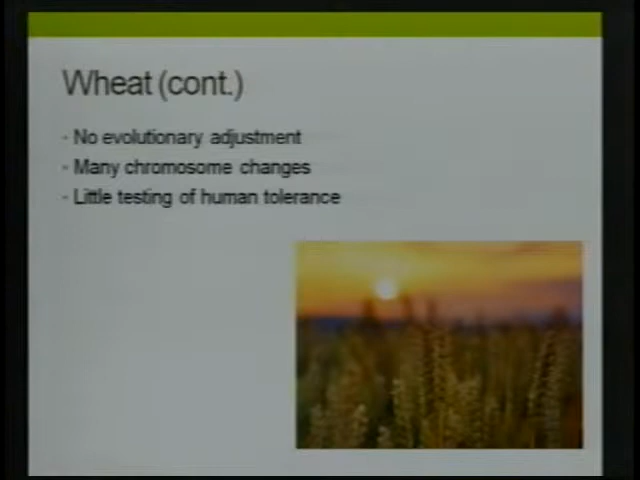 Wheat (cont.)
- No evolutionary adjustment
- Many chromosome changes
- Little testing of human tolerance